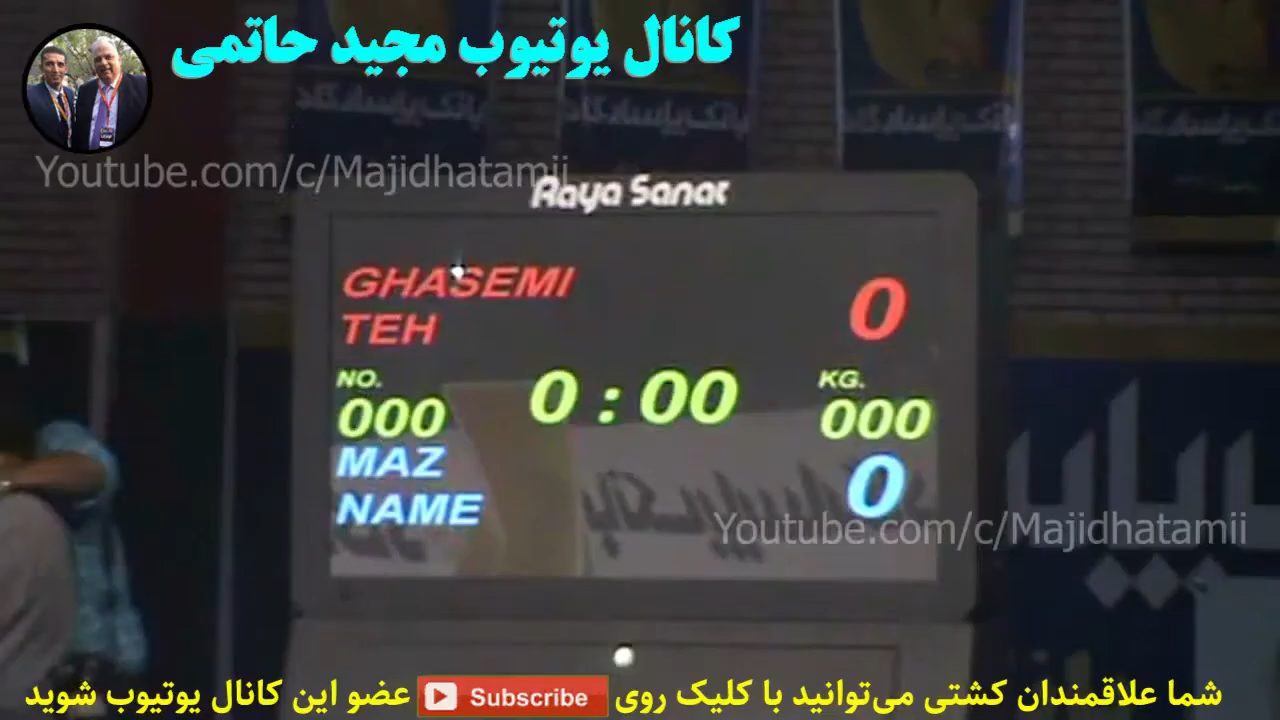 کانال یوتیوب مجید حاتمی
Youtube.com/c/Majidhatamii
Raya Sanat
GHASEMI
TEH
0
NO.
000
0 : 00
KG.
000
MAZ
NAME
0
Youtube.com/c/Majidhatamii
شما علاقمندان کشتی می‌توانید با کلیک روی Subscribe عضو این کانال یوتیوب شوید